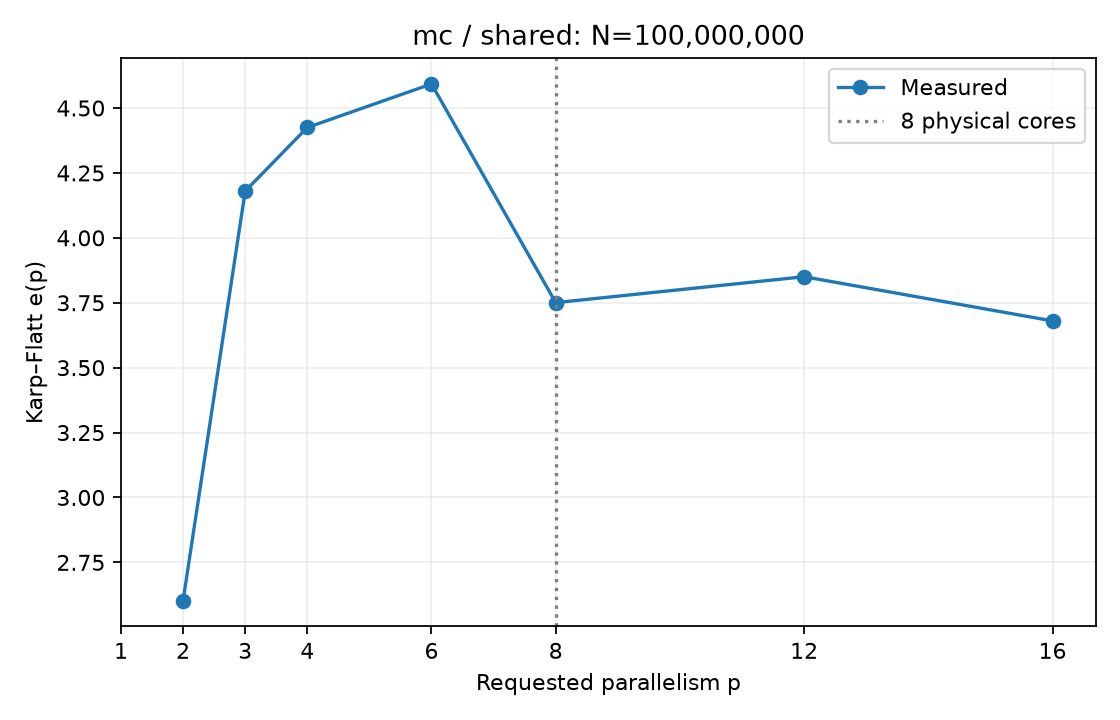 mc / shared: N=100,000,000
Measured
8 physical cores
Karp–Flatt e(p)
4.50
4.25
4.00
3.75
3.50
3.25
3.00
2.75
1 2 3 4 6 8 12 16
Requested parallelism p